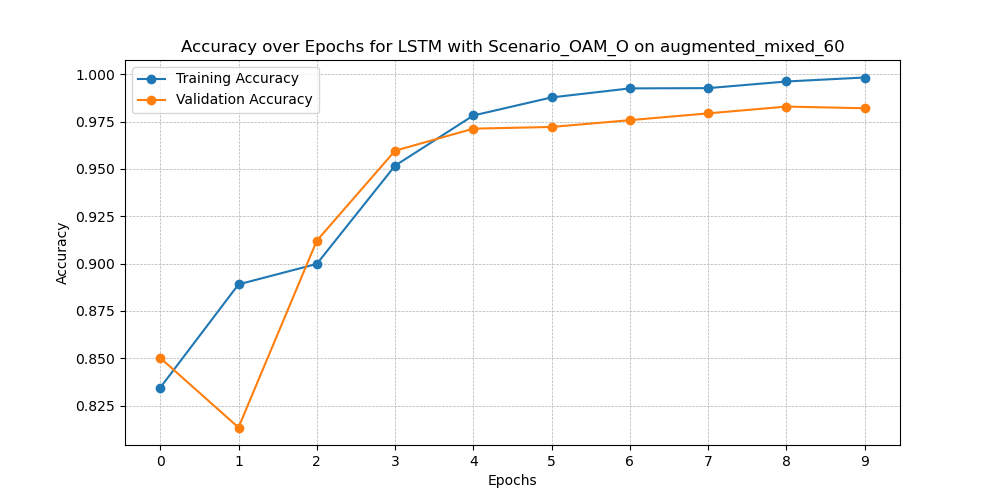 Accuracy over Epochs for LSTM with Scenario_OAM_O on augmented_mixed_60
Training Accuracy
Validation Accuracy
1.000
0.975
0.950
0.925
0.900
0.875
0.850
0.825
Accuracy
0 1 2 3 4 5 6 7 8 9
Epochs